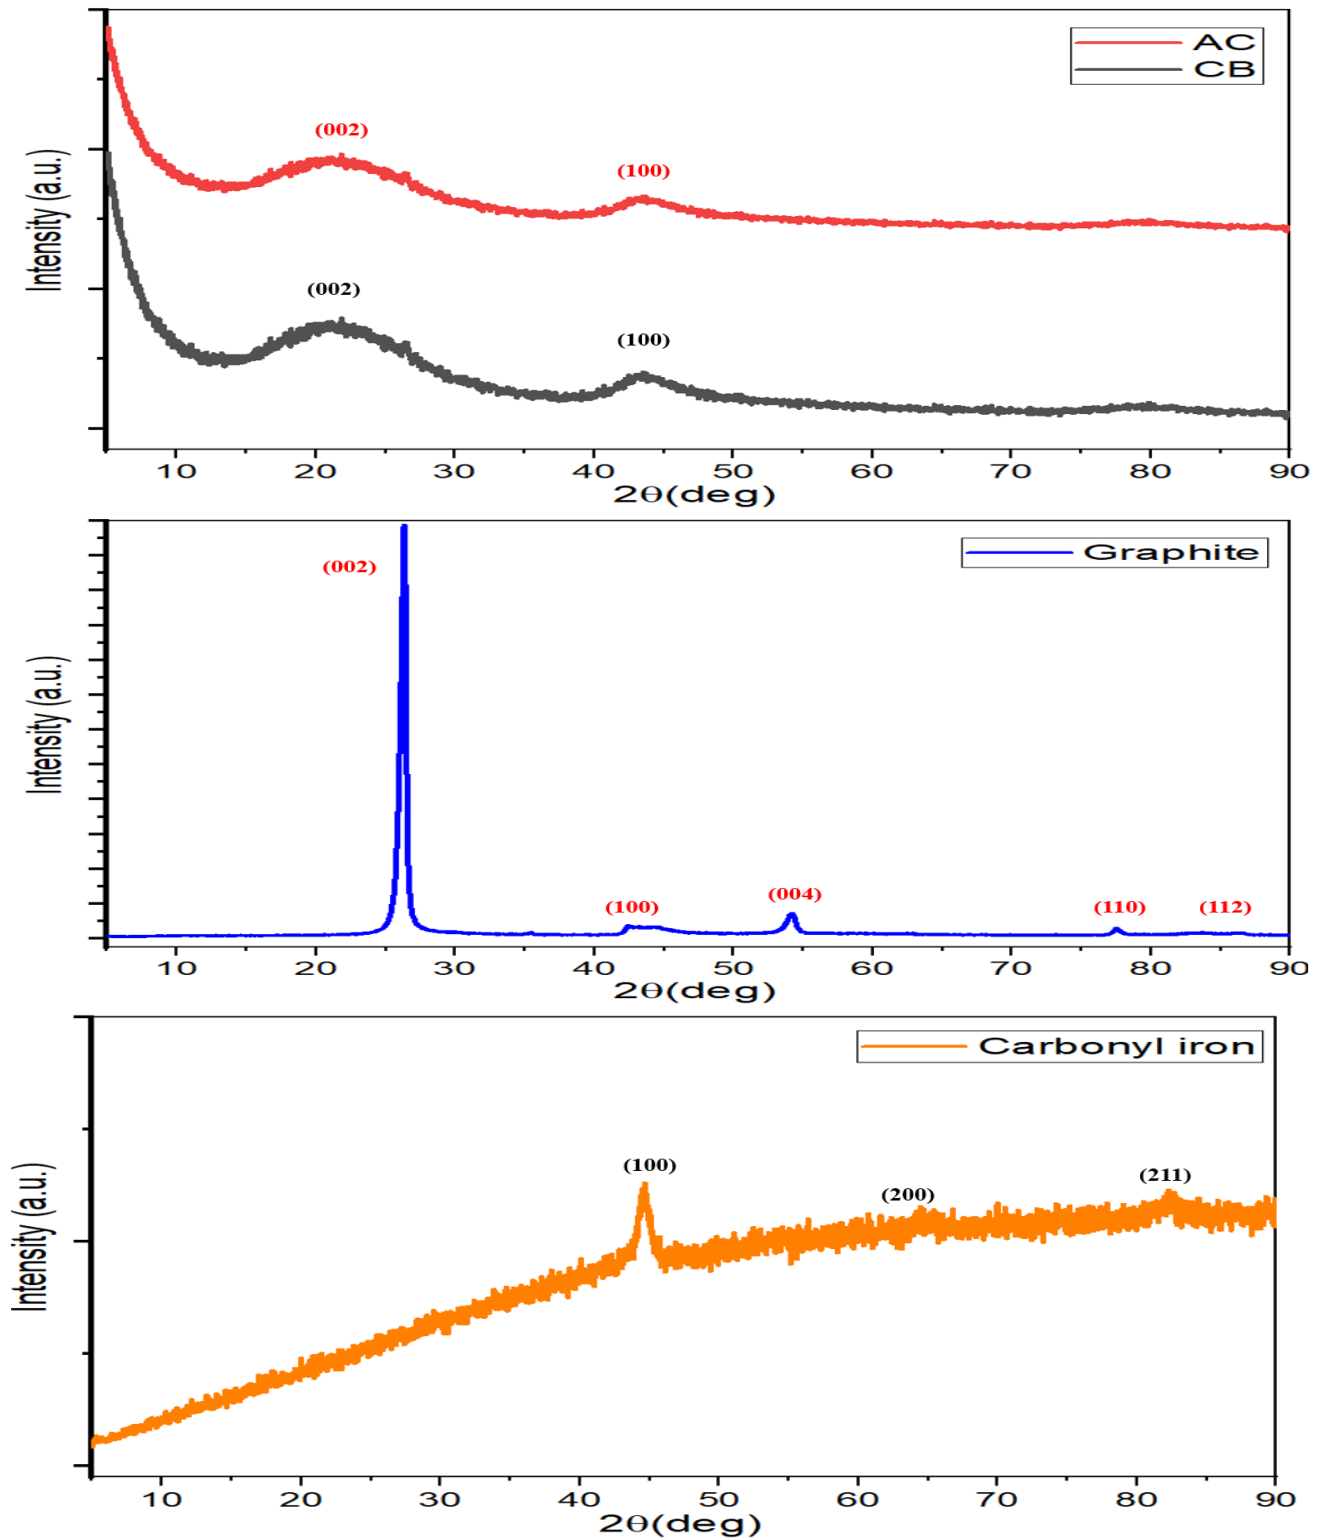 AC
CB
(002)
(100)
(002)
(100)
Intensity (a.u.)
10 20 30 40 50 60 70 80 90
2θ(deg)
Graphite
(002)
(100)
(004)
(110)
(112)
Intensity (a.u.)
10 20 30 40 50 60 70 80 90
2θ(deg)
Carbonyl iron
(100)
(200)
(211)
Intensity (a.u.)
10 20 30 40 50 60 70 80 90
2θ(deg)